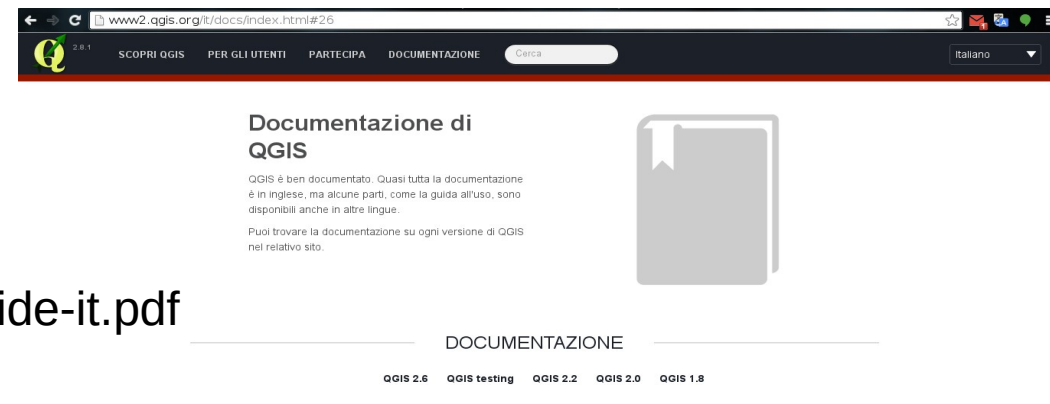 www2.qgis.org/it/docs/index.html#26
2.8.1
SCOPRI QGIS PER GLI UTENTI PARTECIPA DOCUMENTAZIONE Cerca Italiano
Documentazione di
QGIS
QGIS è ben documentato. Quasi tutta la documentazione
è in inglese, ma alcune parti, come la guida all'uso, sono
disponibili anche in altre lingue.
Puoi trovare la documentazione su ogni versione di QGIS
nel relativo sito.
ide-it.pdf
DOCUMENTAZIONE
QGIS 2.6 QGIS testing QGIS 2.2 QGIS 2.0 QGIS 1.8